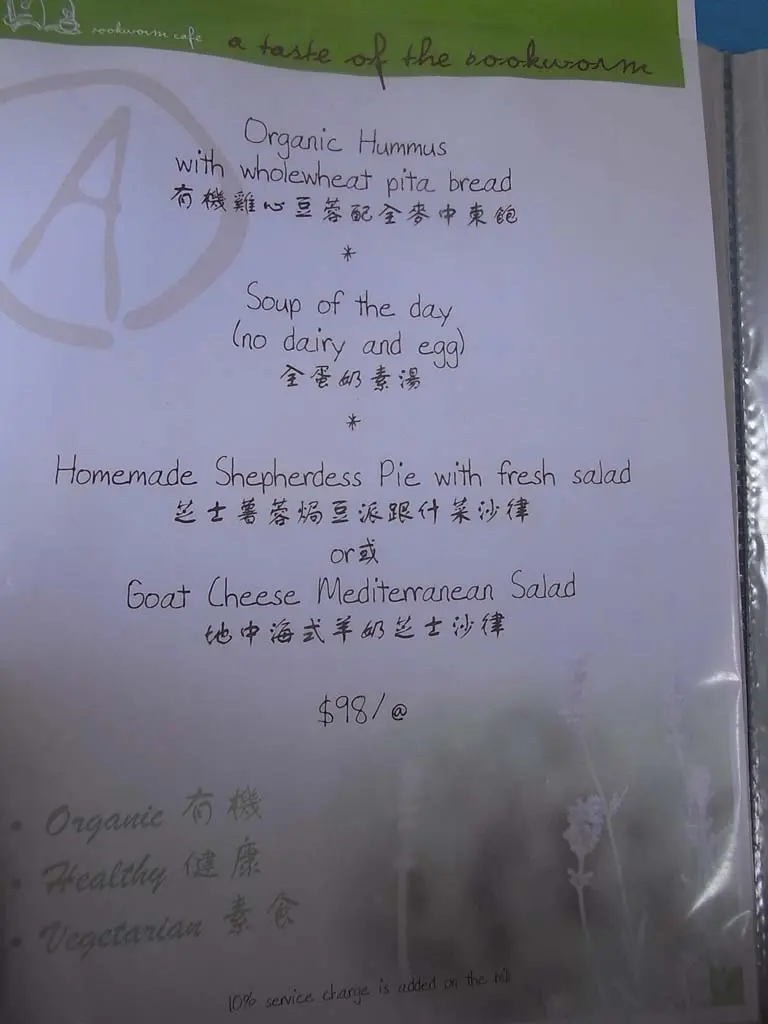 bookworm cafe
a taste of the bookworm
A
Organic Hummus
with wholewheat pita bread
有機雞心豆蓉配全麥中東飽
*
Soup of the day
(no dairy and egg)
全蛋奶素湯
*
Homemade Shepherdess Pie with fresh salad
芝士薯蓉焗豆派跟什菜沙律
or或
Goat Cheese Mediterranean Salad
地中海式羊奶芝士沙律
$98/@
• Organic 有機
• Healthy 健康
• Vegetarian 素食
10% service charge is added on the bill